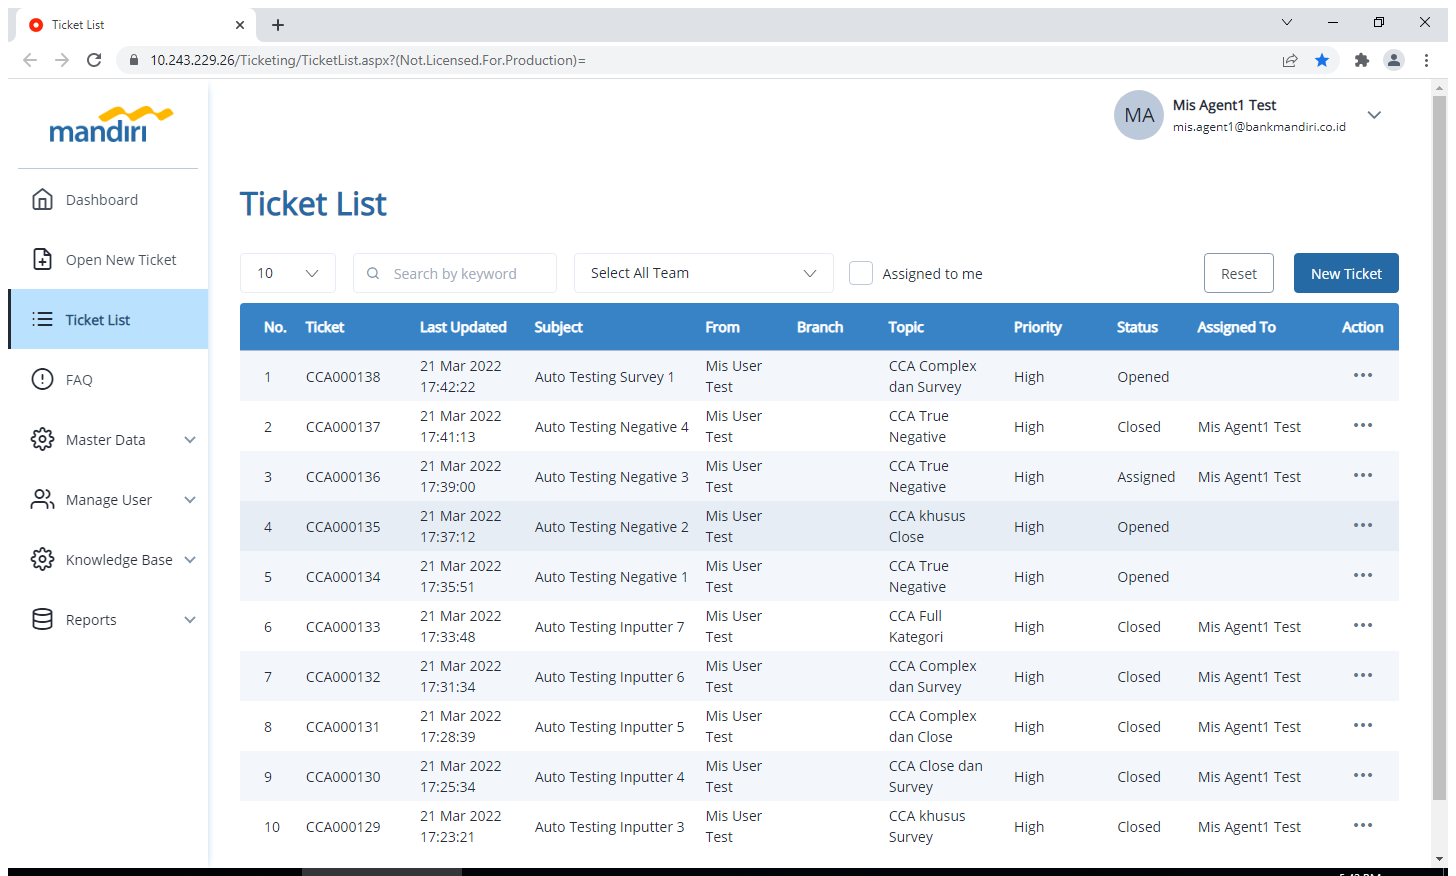 Ticket List
10.243.229.26/Ticketing/TicketList.aspx?(Not.Licensed.For.Production)=
mandiri
MA
Mis Agent1 Test
mis.agent1@bankmandiri.co.id
Dashboard
Open New Ticket
Ticket List
FAQ
Master Data
Manage User
Knowledge Base
Reports
Ticket List
10 Search by keyword Select All Team Assigned to me Reset New Ticket
No. Ticket Last Updated Subject From Branch Topic Priority Status Assigned To Action
1 CCA000138 21 Mar 2022 17:42:22 Auto Testing Survey 1 Mis User Test CCA Complex dan Survey High Opened
2 CCA000137 21 Mar 2022 17:41:13 Auto Testing Negative 4 Mis User Test CCA True Negative High Closed Mis Agent1 Test
3 CCA000136 21 Mar 2022 17:39:00 Auto Testing Negative 3 Mis User Test CCA True Negative High Assigned Mis Agent1 Test
4 CCA000135 21 Mar 2022 17:37:12 Auto Testing Negative 2 Mis User Test CCA khusus Close High Opened
5 CCA000134 21 Mar 2022 17:35:51 Auto Testing Negative 1 Mis User Test CCA True Negative High Opened
6 CCA000133 21 Mar 2022 17:33:48 Auto Testing Inputter 7 Mis User Test CCA Full Kategori High Closed Mis Agent1 Test
7 CCA000132 21 Mar 2022 17:31:34 Auto Testing Inputter 6 Mis User Test CCA Complex dan Survey High Closed Mis Agent1 Test
8 CCA000131 21 Mar 2022 17:28:39 Auto Testing Inputter 5 Mis User Test CCA Complex dan Close High Closed Mis Agent1 Test
9 CCA000130 21 Mar 2022 17:25:34 Auto Testing Inputter 4 Mis User Test CCA Close dan Survey High Closed Mis Agent1 Test
10 CCA000129 21 Mar 2022 17:23:21 Auto Testing Inputter 3 Mis User Test CCA khusus Survey High Closed Mis Agent1 Test